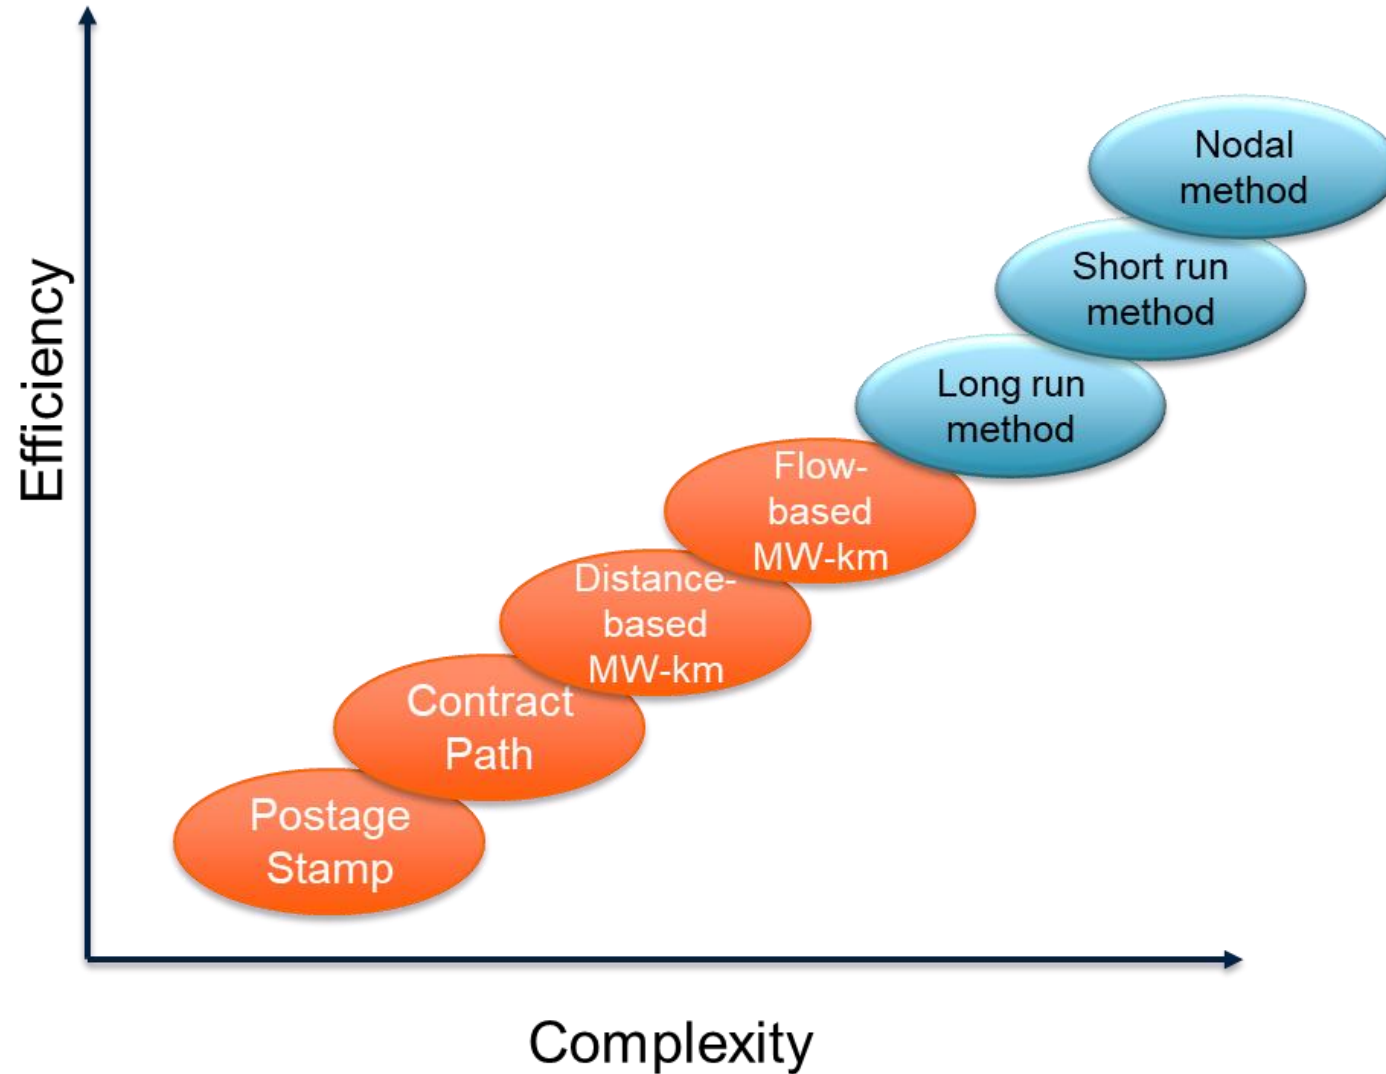 Efficiency
Nodal
method
Short run
method
Long run
method
Flow-
based
MW-km
Distance-
based
MW-km
Contract
Path
Postage
Stamp
Complexity